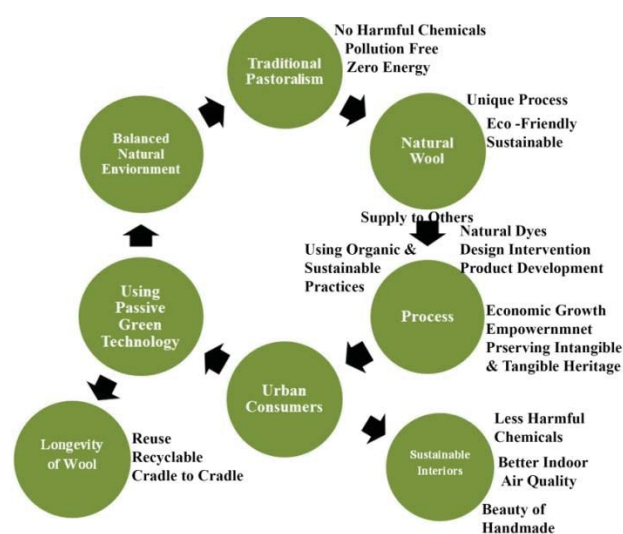 Traditional
Pastoralism
No Harmful Chemicals
Pollution Free
Zero Energy
Natural
Wool
Unique Process
Eco -Friendly
Sustainable
Supply to Others
Natural Dyes
Design Intervention
Product Development
Using Organic &
Sustainable
Practices
Process
Economic Growth
Empowernmnet
Prserving Intangible
& Tangible Heritage
Urban
Consumers
Sustainable
Interiors
Less Harmful
Chemicals
Better Indoor
Air Quality
Beauty of
Handmade
Using
Passive
Green
Technology
Longevity
of Wool
Reuse
Recyclable
Cradle to Cradle
Balanced
Natural
Enviornment